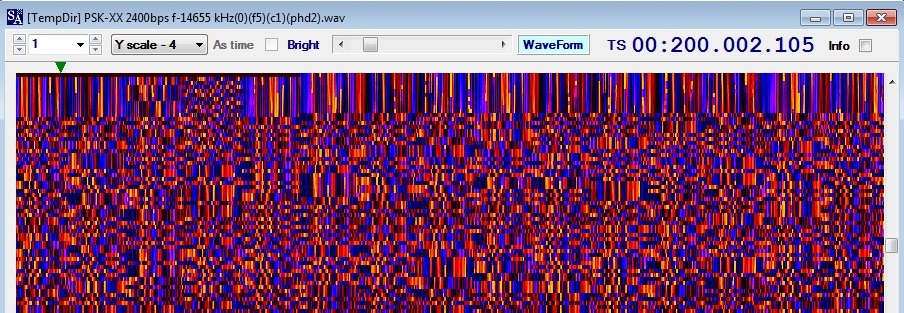 SA [TempDir] PSK-XX 2400bps f-14655 kHz(0)(f5)(c1)(phd2).wav
1 Y scale - 4 As time Bright WaveForm TS 00:200.002.105 Info